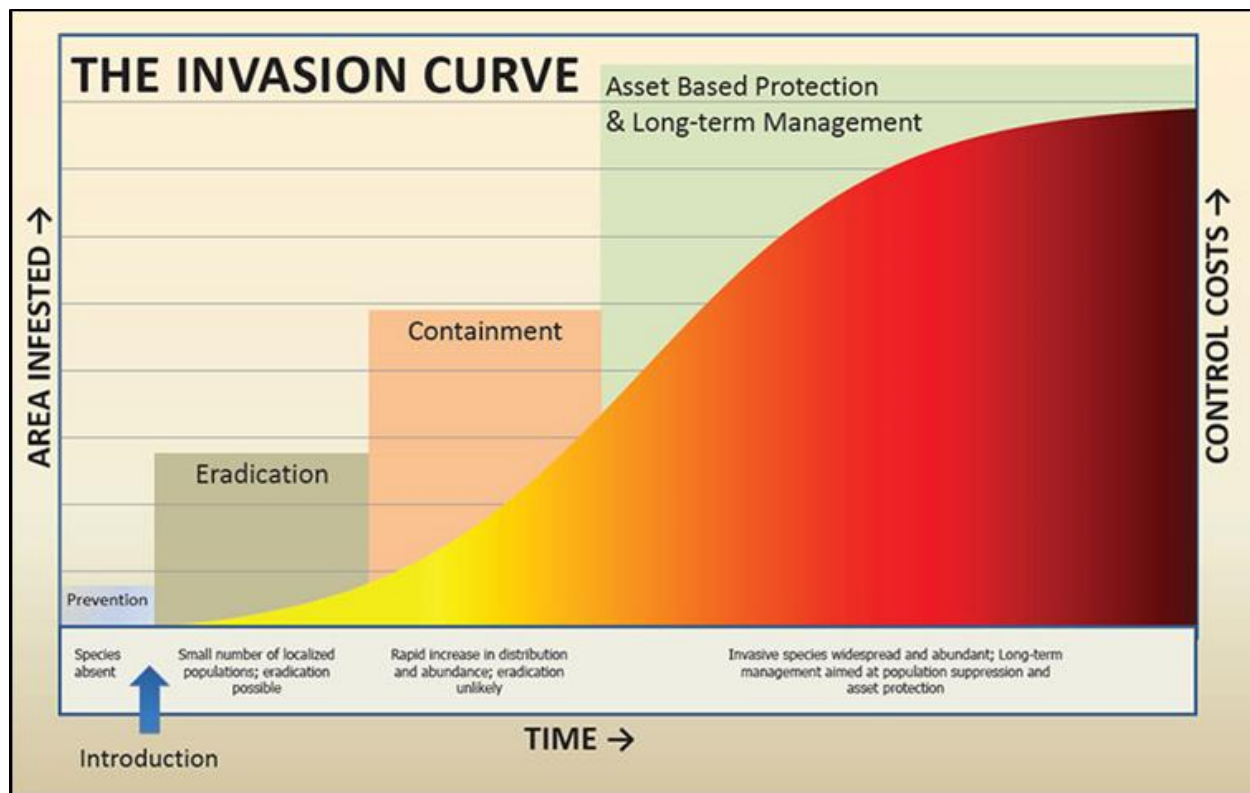 THE INVASION CURVE
Asset Based Protection
& Long-term Management
AREA INFESTED →
CONTROL COSTS →
Containment
Eradication
Prevention
Species
absent
Small number of localized
populations; eradication
possible
Rapid increase in distribution
and abundance; eradication
unlikely
Invasive species widespread and abundant; Long-term
management aimed at population suppression and
asset protection
TIME →
Introduction